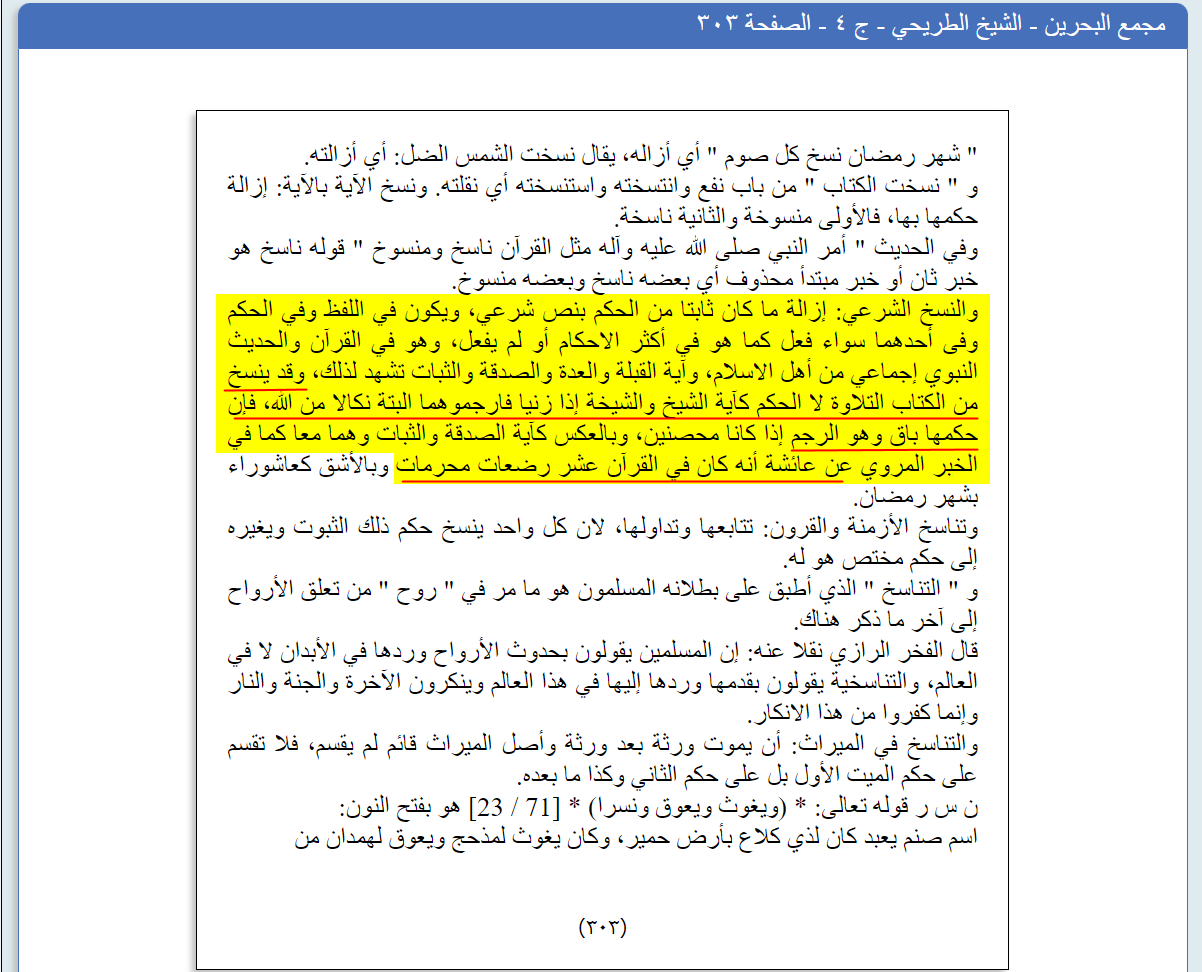 مجمع البحرين - الشيخ الطريحي - ج ٤ - الصفحة ٣٠٣
" شهر رمضان نسخ كل صوم " أي أزاله، يقال نسخت الشمس الضل: أي أزالته.
و " نسخت الكتاب " من باب نفع وانتسخته واستنسخته أي نقلته. ونسخ الآية بالآية: إزالة
حكمها بها، فالأولى منسوخة والثانية ناسخة.
وفي الحديث " أمر النبي صلى الله عليه وآله مثل القرآن ناسخ ومنسوخ " قوله ناسخ هو
خبر ثان أو خبر مبتدأ محذوف أي بعضه ناسخ وبعضه منسوخ.
والنسخ الشرعي: إزالة ما كان ثابتا من الحكم بنص شرعي، ويكون في اللفظ وفي الحكم
وفى أحدهما سواء فعل كما هو في أكثر الاحكام أو لم يفعل، وهو في القرآن والحديث
النبوي إجماعي من أهل الاسلام، وآية القبلة والعدة والصدقة والثبات تشهد لذلك، وقد ينسخ
من الكتاب التلاوة لا الحكم كآية الشيخ والشيخة إذا زنيا فارجموهما البتة نكالا من الله، فإن
حكمها باق وهو الرجم إذا كانا محصنين، وبالعكس كآية الصدقة والثبات وهما معا كما في
الخبر المروي عن عائشة أنه كان في القرآن عشر رضعات محرمات وبالأشق كعاشوراء
بشهر رمضان.
وتناسخ الأزمنة والقرون: تتابعها وتداولها، لان كل واحد ينسخ حكم ذلك الثبوت ويغيره
إلى حكم مختص هو له.
و " التناسخ " الذي أطبق على بطلانه المسلمون هو ما مر في " روح " من تعلق الأرواح
إلى آخر ما ذكر هناك.
قال الفخر الرازي نقلا عنه: إن المسلمين يقولون بحدوث الأرواح وردها في الأبدان لا في
العالم، والتناسخية يقولون بقدمها وردها إليها في هذا العالم وينكرون الآخرة والجنة والنار
وإنما كفروا من هذا الانكار.
والتناسخ في الميراث: أن يموت ورثة بعد ورثة وأصل الميراث قائم لم يقسم، فلا تقسم
على حكم الميت الأول بل على حكم الثاني وكذا ما بعده.
ن س ر قوله تعالى: * (ويغوث ويعوق ونسرا) * [71 / 23] هو بفتح النون:
اسم صنم يعبد كان لذي كلاع بأرض حمير، وكان يغوث لمذحج ويعوق لهمدان من
(٣٠٣)